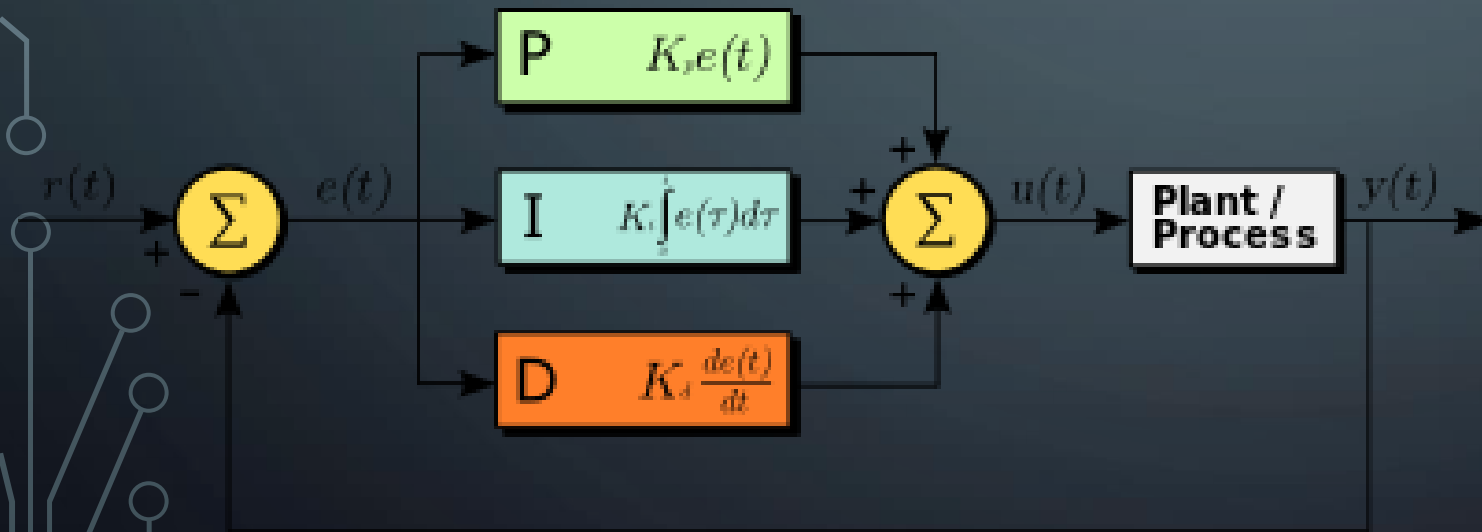 P K_p e(t)
+
r(t) Σ e(t) I K_i ∫ e(τ)dτ + Σ u(t) Plant / Process y(t)
+
−
+
D K_d de(t)/dt